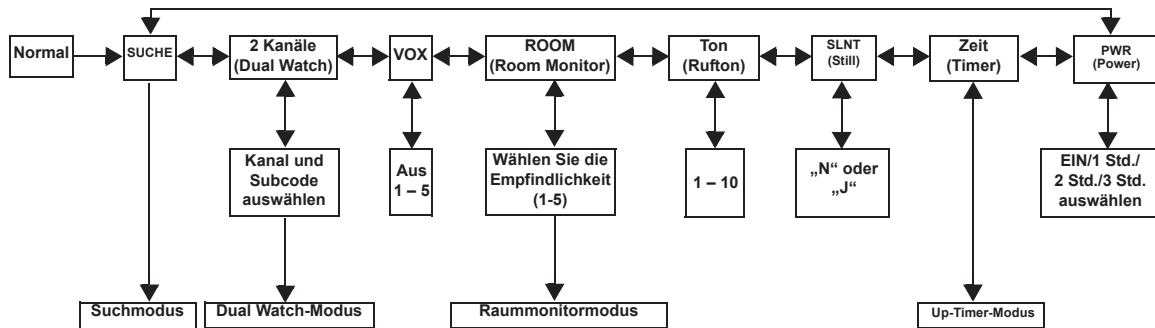 Normal
SUCHE
2 Kanäle
(Dual Watch)
VOX
ROOM
(Room Monitor)
Ton
(Rufton)
SLNT
(Still)
Zeit
(Timer)
PWR
(Power)
Kanal und
Subcode
auswählen
Aus
1 – 5
Wählen Sie die
Empfindlichkeit
(1-5)
1 – 10
„N“ oder
„J“
EIN/1 Std./
2 Std./3 Std.
auswählen
Suchmodus
Dual Watch-Modus
Raummonitormodus
Up-Timer-Modus